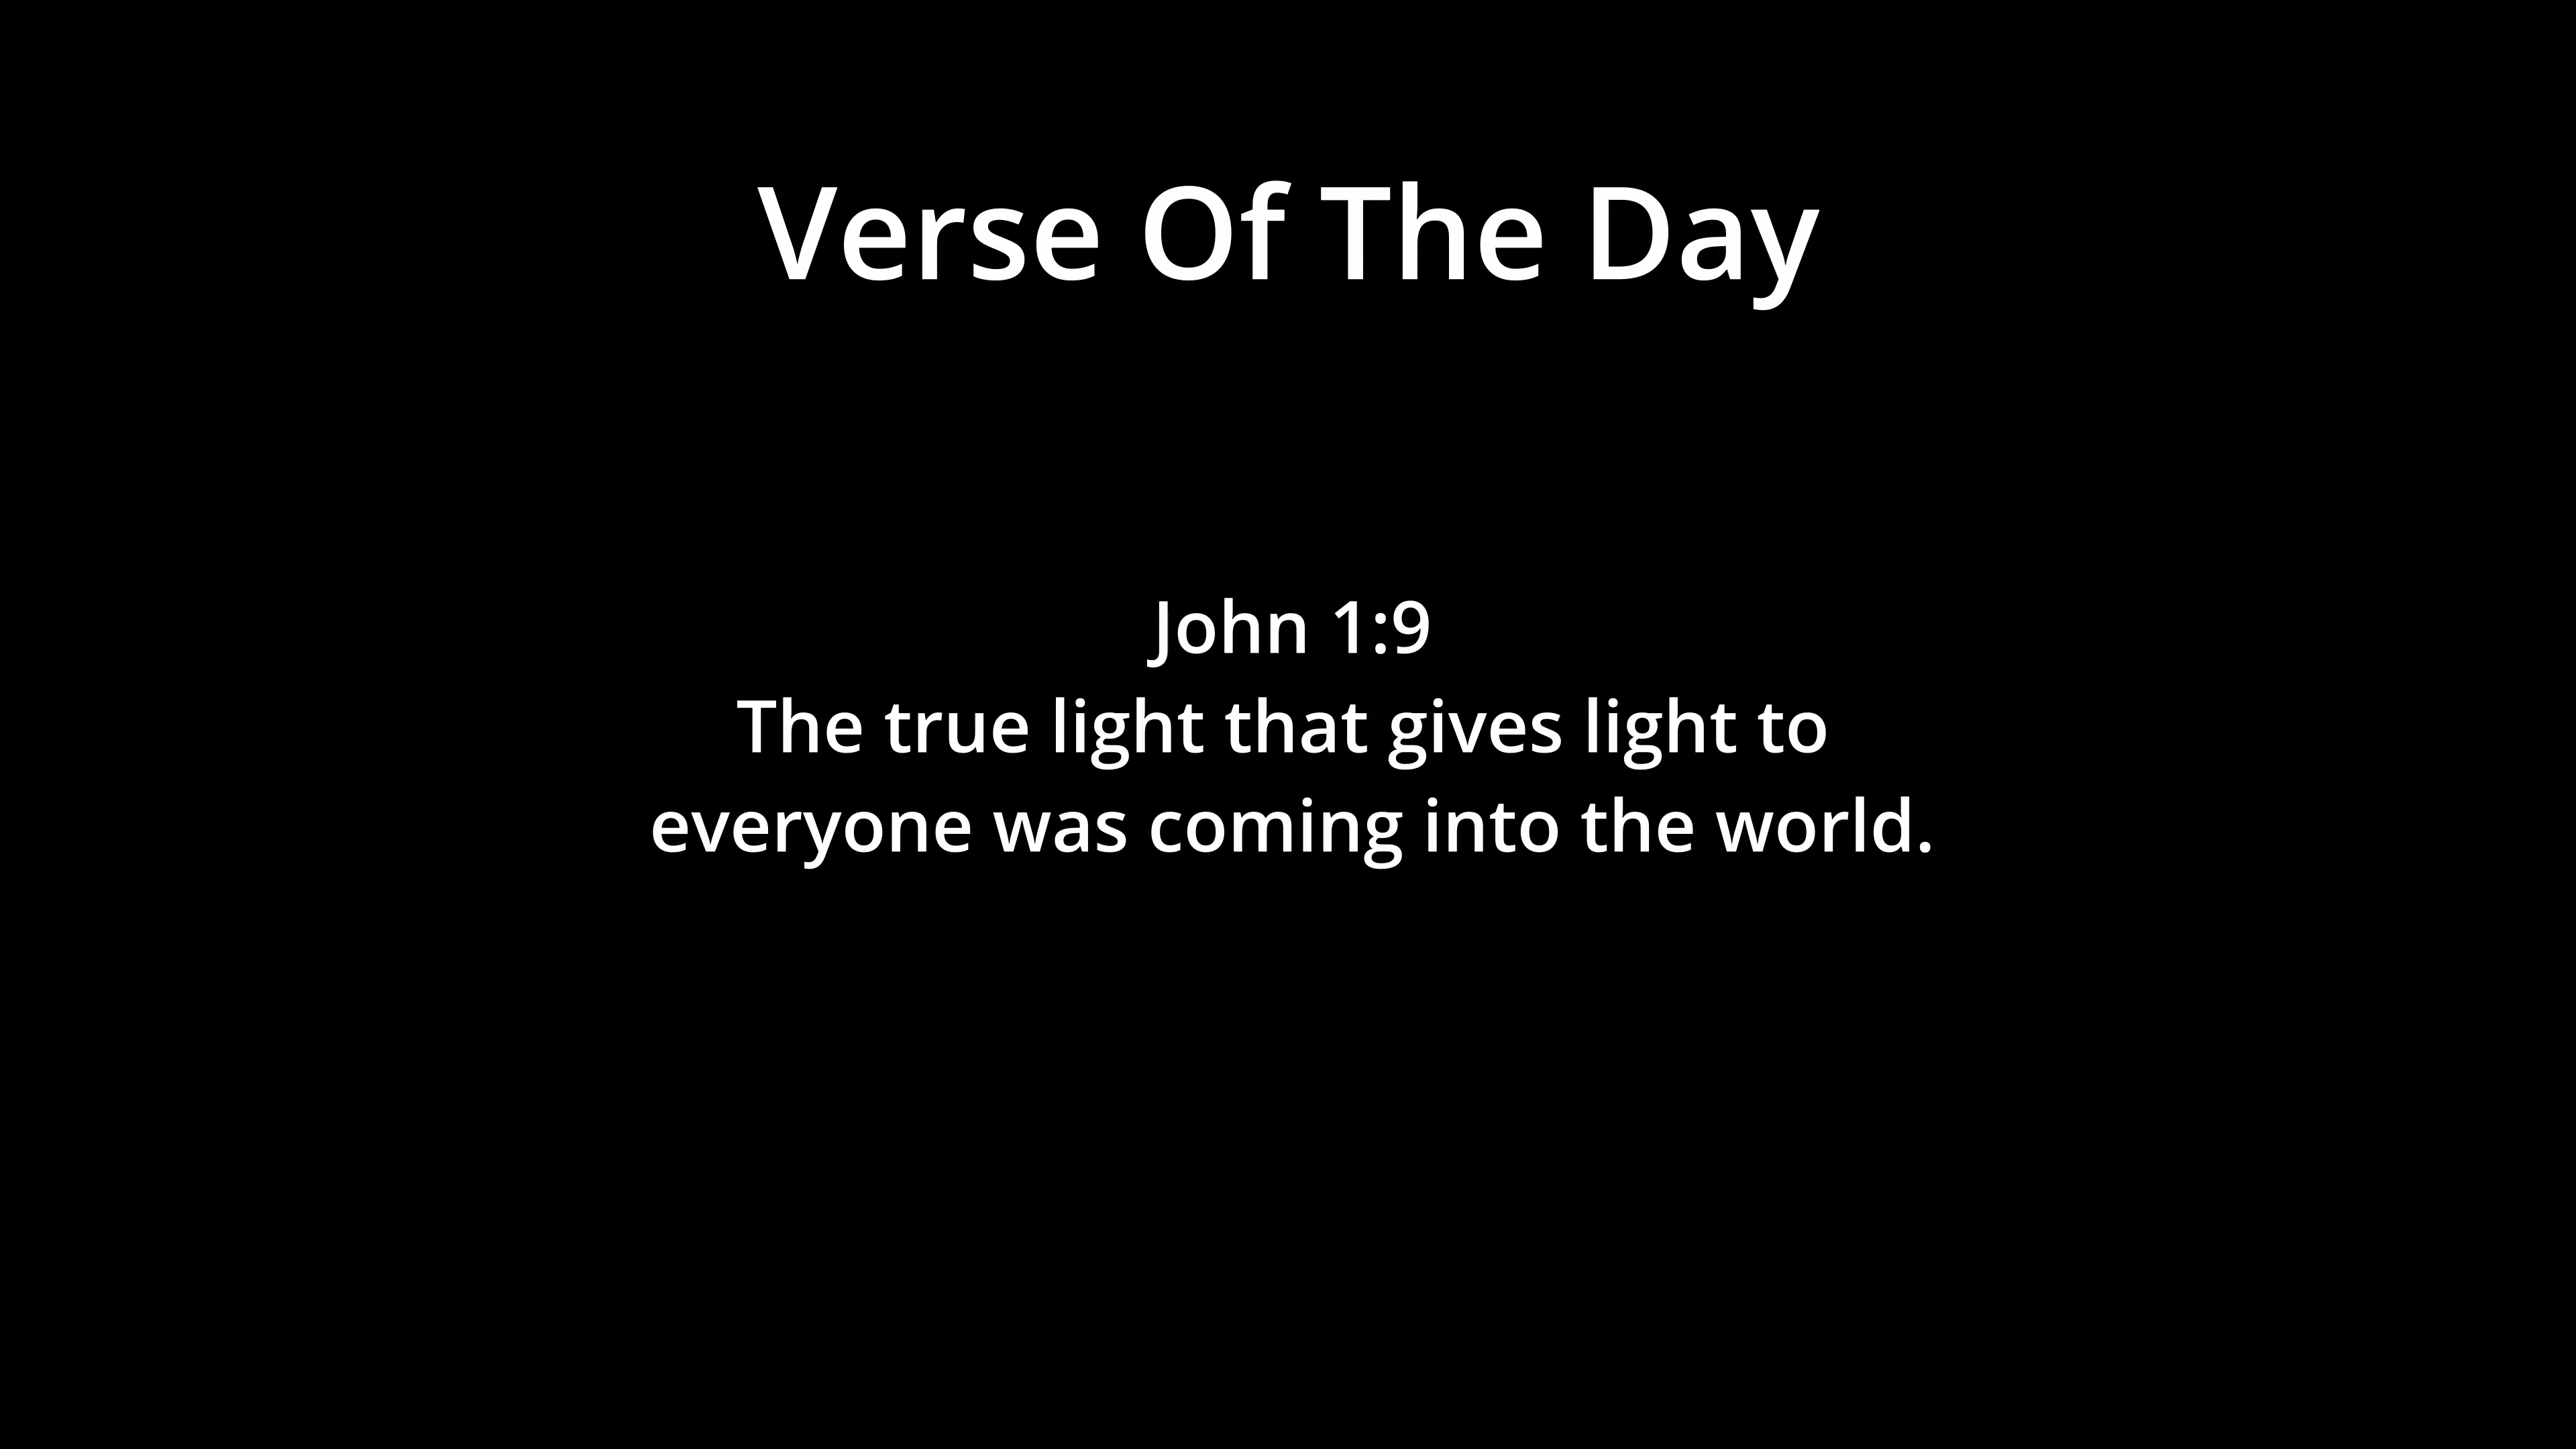 Verse Of The Day
John 1:9
The true light that gives light to
everyone was coming into the world.